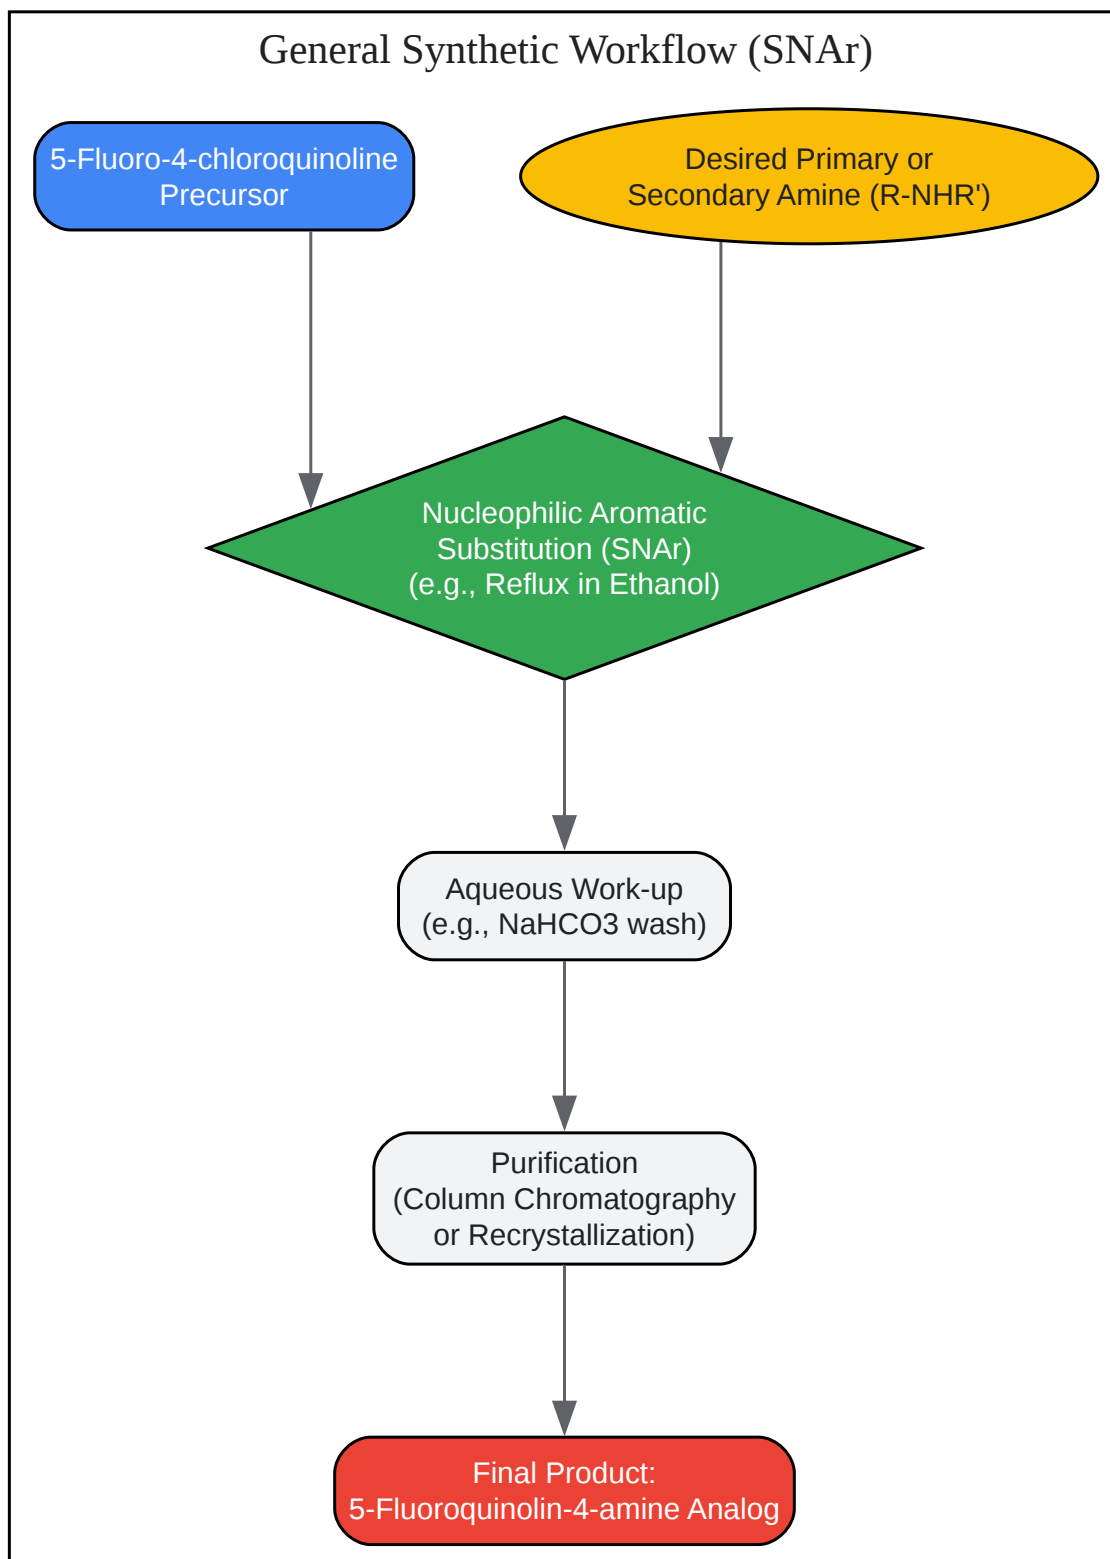 General Synthetic Workflow (SNAr)
5-Fluoro-4-chloroquinoline
Precursor
Desired Primary or
Secondary Amine (R-NHR')
Nucleophilic Aromatic
Substitution (SNAr)
(e.g., Reflux in Ethanol)
Aqueous Work-up
(e.g., NaHCO3 wash)
Purification
(Column Chromatography
or Recrystallization)
Final Product:
5-Fluoroquinolin-4-amine Analog